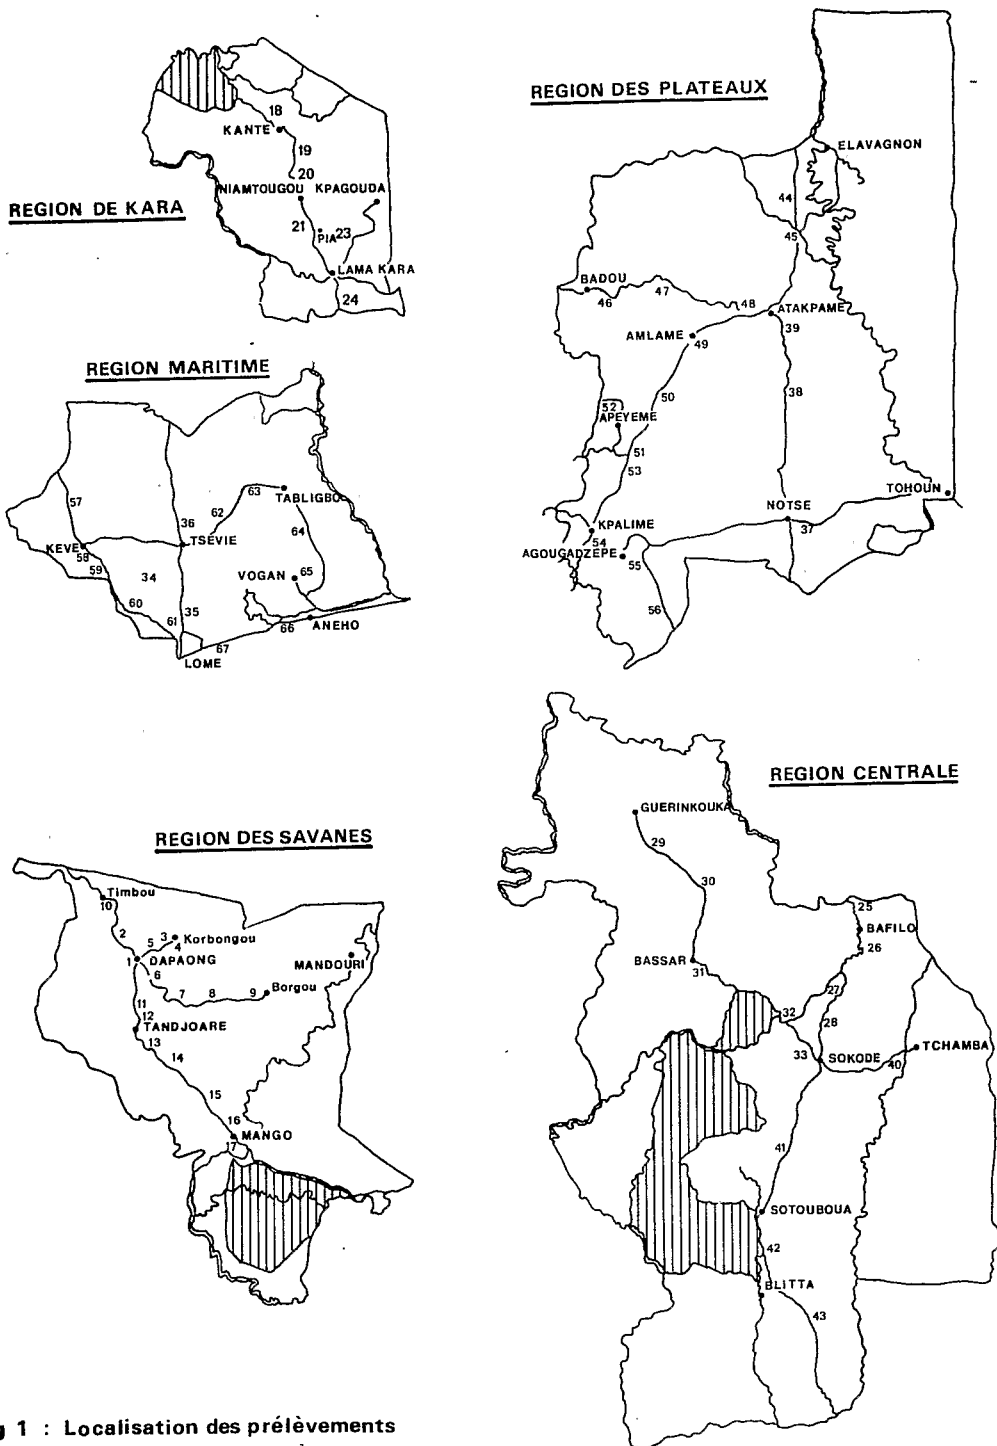 REGION DE KARA
18
KANTE
19
20
NIAMTOUGOU KPAGOUDA
21
PIA 23
LAMA KARA
24
REGION DES PLATEAUX
ELAVAGNON
44
45
BADOU
46
47
48
ATAKPAME
39
AMLAME
49
38
50
52
APEYEME
51
53
TOHOUN
NOTSE
37
KPALIME
54
AGOUGADZEPE
55
56
REGION MARITIME
57
63
TABLIGBO
62
36
64
KEVE
TSEVIE
58
59
34
VOGAN
65
60
35
61
66
ANEHO
67
LOME
REGION DES SAVANES
Timbou
10
2
3
Korbongou
5
4
1
DAPAONG
MANDOURI
6
7
8
9
Borgou
11
12
TANDJOARE
13
14
15
16
MANGO
17
REGION CENTRALE
GUERINKOUKA
29
30
25
BAFILO
26
BASSAR
31
27
32
28
33
SOKODE
40
TCHAMBA
41
SOTOUBOUA
42
BLITTA
43
1 : Localisation des prélèvements